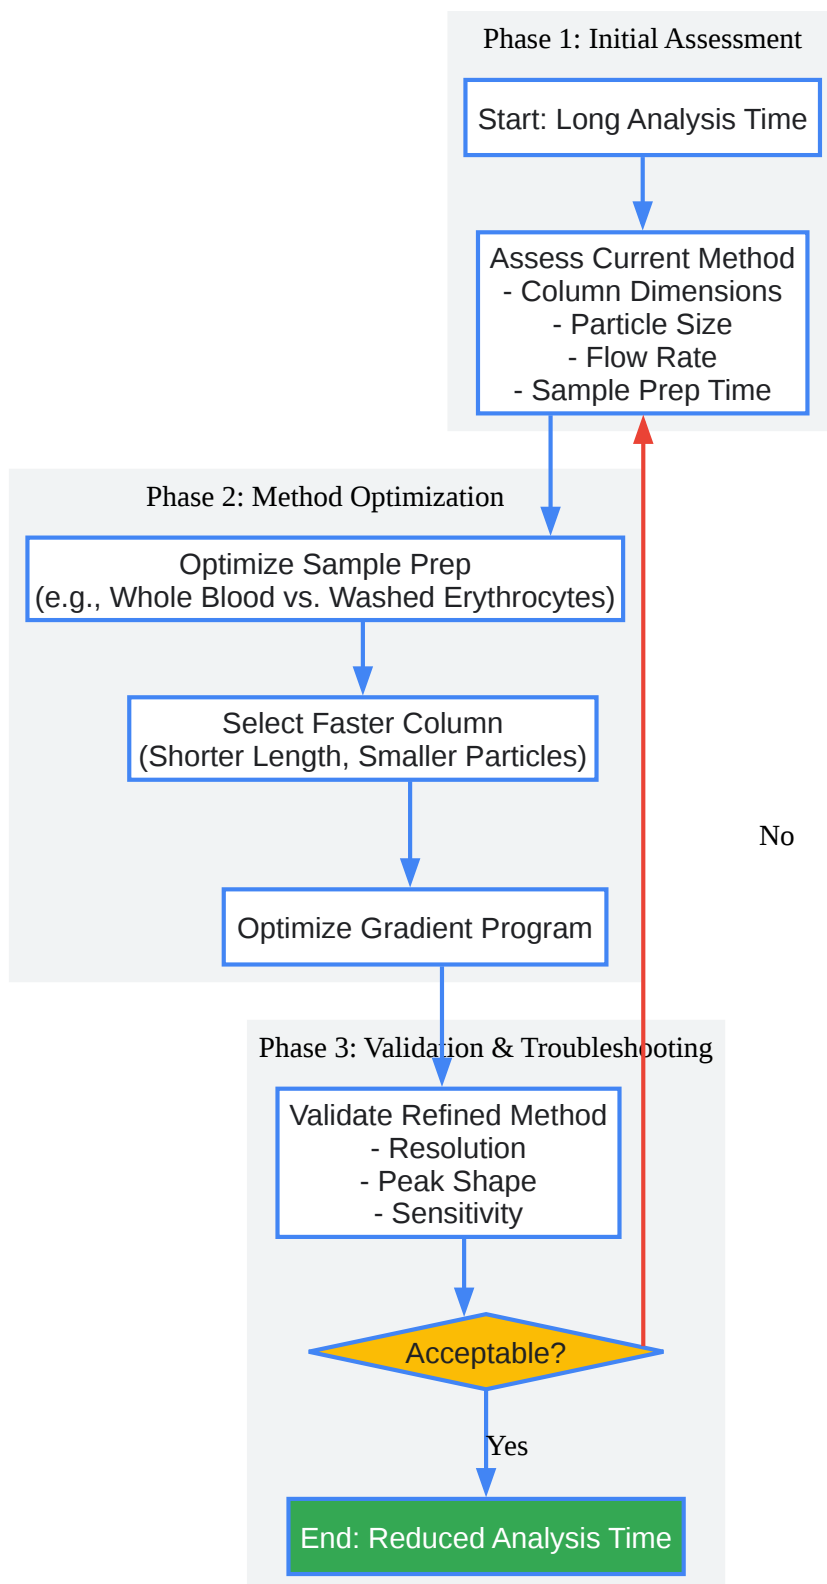 Phase 1: Initial Assessment
Start: Long Analysis Time
Assess Current Method
- Column Dimensions
- Particle Size
- Flow Rate
- Sample Prep Time
Phase 2: Method Optimization
Optimize Sample Prep
(e.g., Whole Blood vs. Washed Erythrocytes)
Select Faster Column
(Shorter Length, Smaller Particles)
No
Optimize Gradient Program
Phase 3: Validation & Troubleshooting
Validate Refined Method
- Resolution
- Peak Shape
- Sensitivity
Acceptable?
Yes
End: Reduced Analysis Time